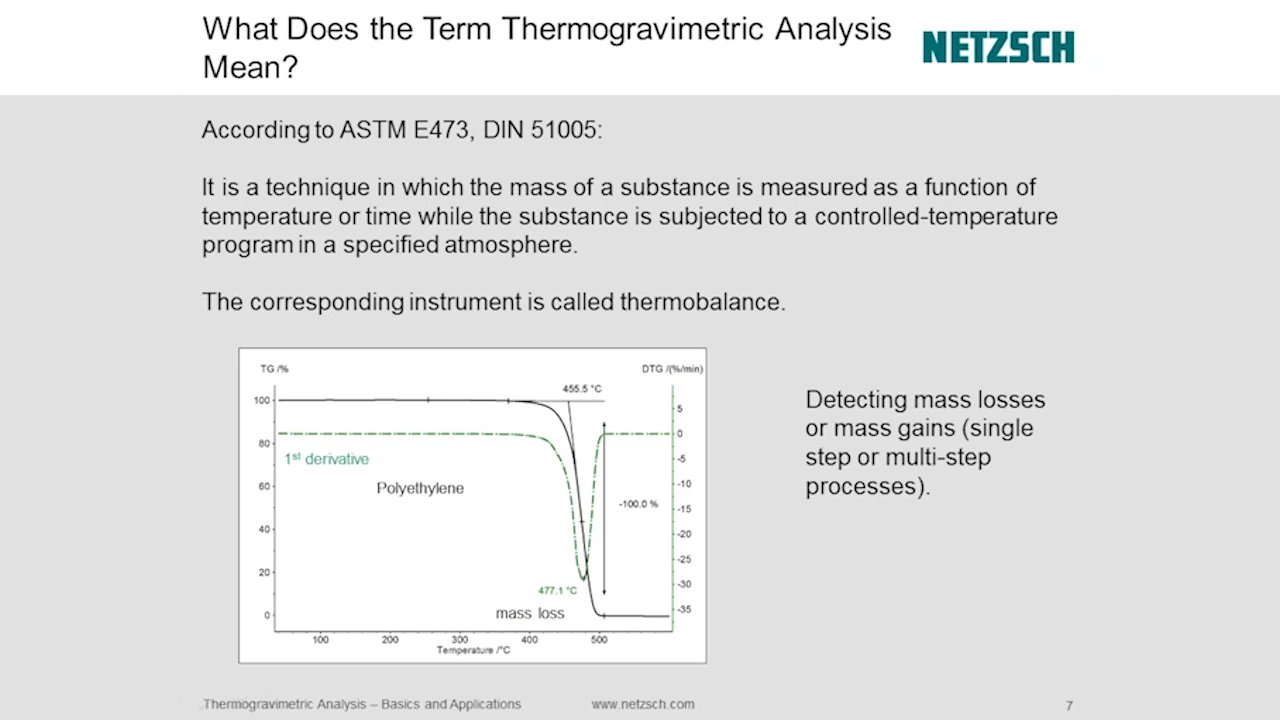 What Does the Term Thermogravimetric Analysis
Mean?
NETZSCH
According to ASTM E473, DIN 51005:
It is a technique in which the mass of a substance is measured as a function of
temperature or time while the substance is subjected to a controlled-temperature
program in a specified atmosphere.
The corresponding instrument is called thermobalance.
TG /%
DTG /(%/min)
455.5 °C
100
80
60
40
20
0
5
0
-5
-10
-15
-20
-25
-30
-35
1st derivative
Polyethylene
-100.0 %
477.1 °C
mass loss
100 200 300 400 500
Temperature /°C
Detecting mass losses
or mass gains (single
step or multi-step
processes).
Thermogravimetric Analysis – Basics and Applications
www.netzsch.com
7